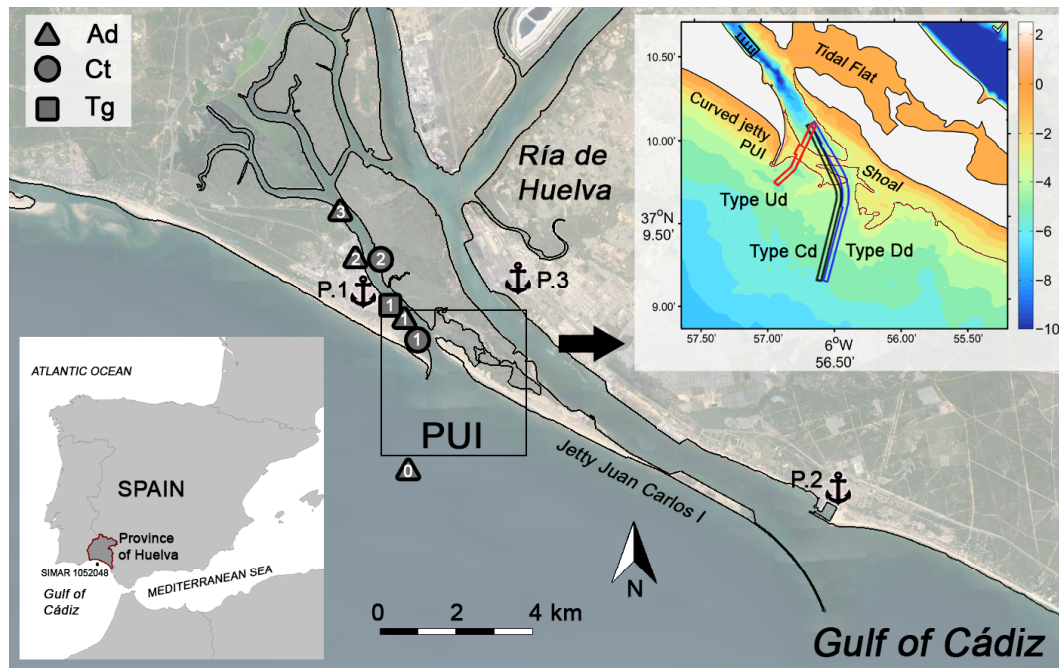 Ad
Ct
Tg
Ría de
Huelva
3
2
2
P.1
1
1
1
P.3
PUI
0
Jetty Juan Carlos I
P.2
N
0 2 4 km
Gulf of Cádiz
ATLANTIC OCEAN
SPAIN
Province
of Huelva
SIMAR 1052048
MEDITERRANEAN SEA
Gulf of
Cádiz
10.50'
10.00'
37°N
9.50'
9.00'
57.50'
57.00'
6°W
56.50'
56.00'
55.50'
Tidal Flat
Curved jetty
PUI
Shoal
Type Ud
Type Cd
Type Dd
2
0
-2
-4
-6
-8
-10